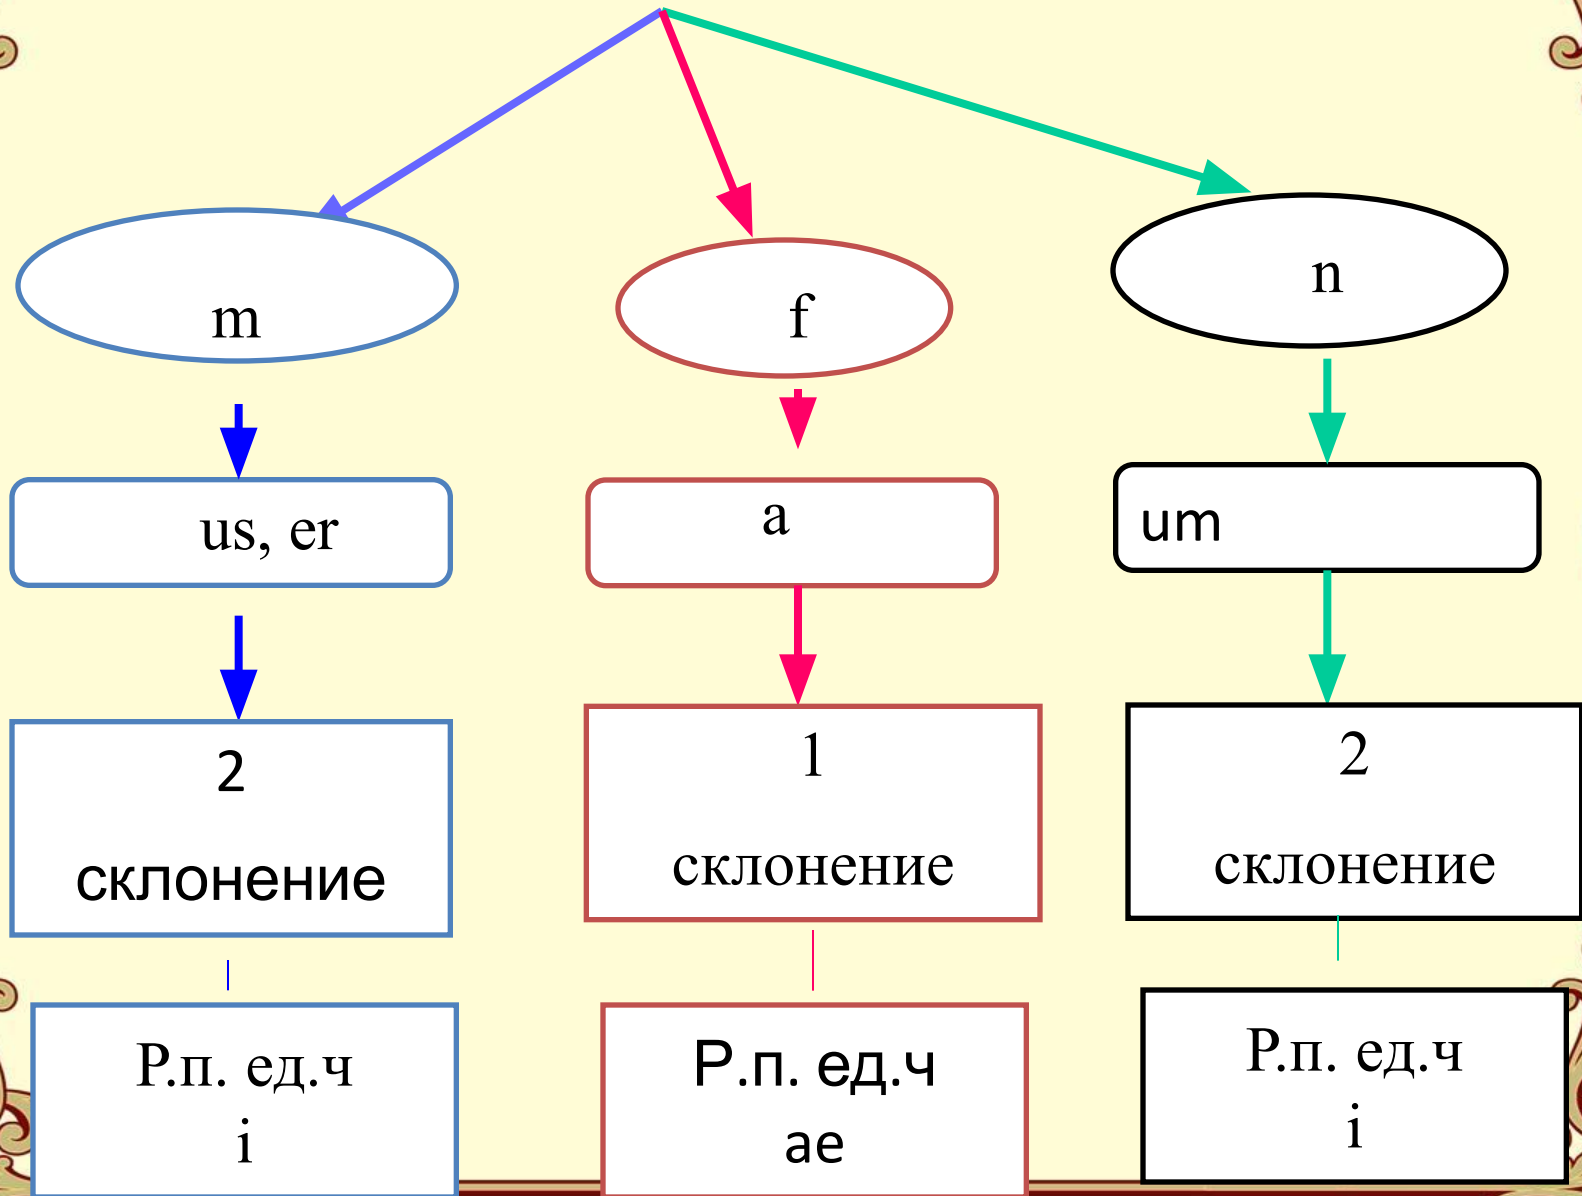 m
f
n
us, er
a
um
2
склонение
1
склонение
2
склонение
Р.п. ед.ч
i
Р.п. ед.ч
ae
Р.п. ед.ч
i